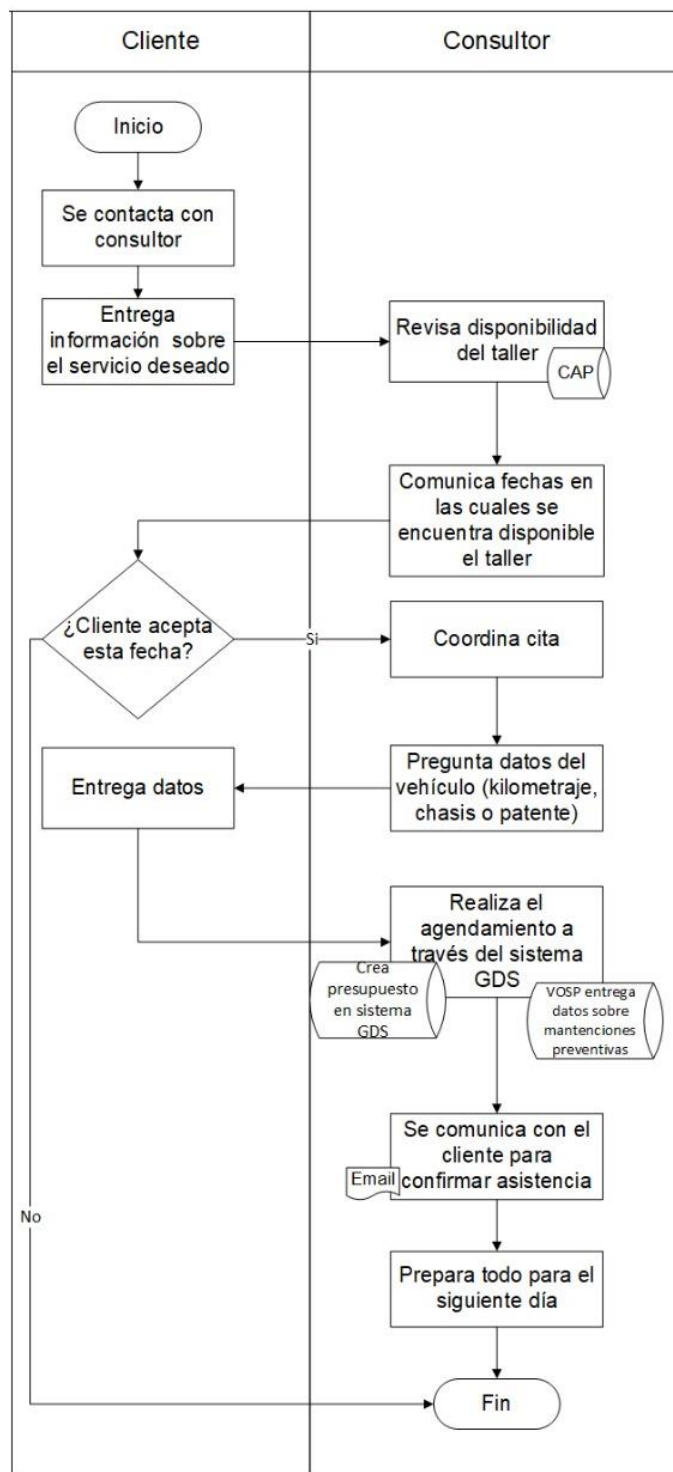 Cliente
Consultor
Inicio
Se contacta con
consultor
Entrega
información sobre
el servicio deseado
Revisa disponibilidad
del taller
CAP
Comunica fechas en
las cuales se
encuentra disponible
el taller
¿Cliente acepta
esta fecha?
Si
Coordina cita
Pregunta datos del
vehículo (kilometraje,
chasis o patente)
Entrega datos
Realiza el
agendamiento a
través del sistema
GDS
Crea
presupuesto
en sistema
GDS
VOSP entrega
datos sobre
mantenciones
preventivas
Se comunica con el
cliente para
confirmar asistencia
Email
No
Prepara todo para el
siguiente día
Fin